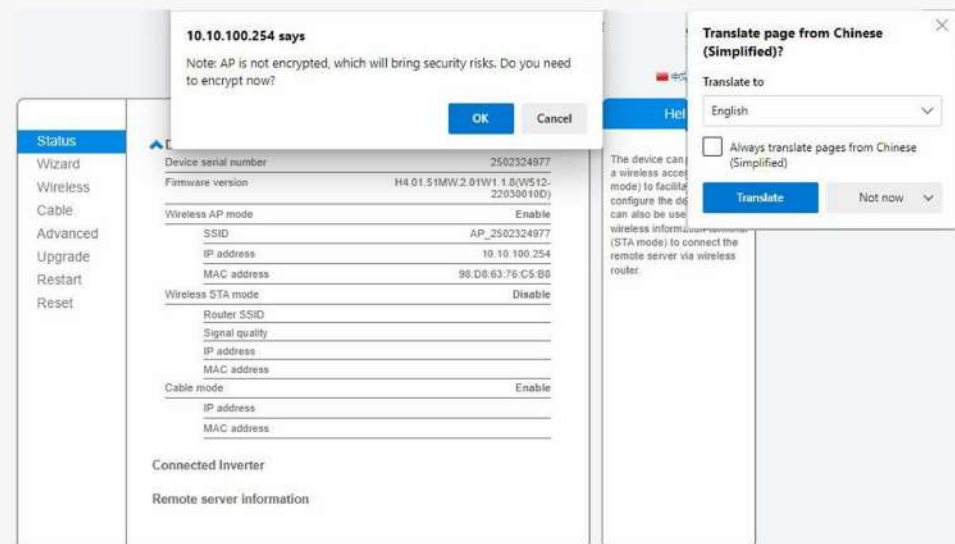 10.10.100.254 says
Note: AP is not encrypted, which will bring security risks. Do you need
to encrypt now?
OK
Cancel
Translate page from Chinese
(Simplified)?
Translate to
English
Always translate pages from Chinese
(Simplified)
Translate
Not now
Status
Wizard
Wireless
Cable
Advanced
Upgrade
Restart
Reset
Device serial number 2502324977
Firmware version H4.01.51MW.2.01W1.1.8(W512-
22030010D)
Wireless AP mode Enable
SSID AP_2502324977
IP address 10.10.100.254
MAC address 98:D8:63:76:C5:B8
Wireless STA mode Disable
Router SSID
Signal quality
IP address
MAC address
Cable mode Enable
IP address
MAC address
Connected Inverter
Remote server information
Hel
The device can
a wireless acce
mode) to facilita
configure the de
can also be use
wireless
(STA mode) to connect the
remote server via wireless
router.